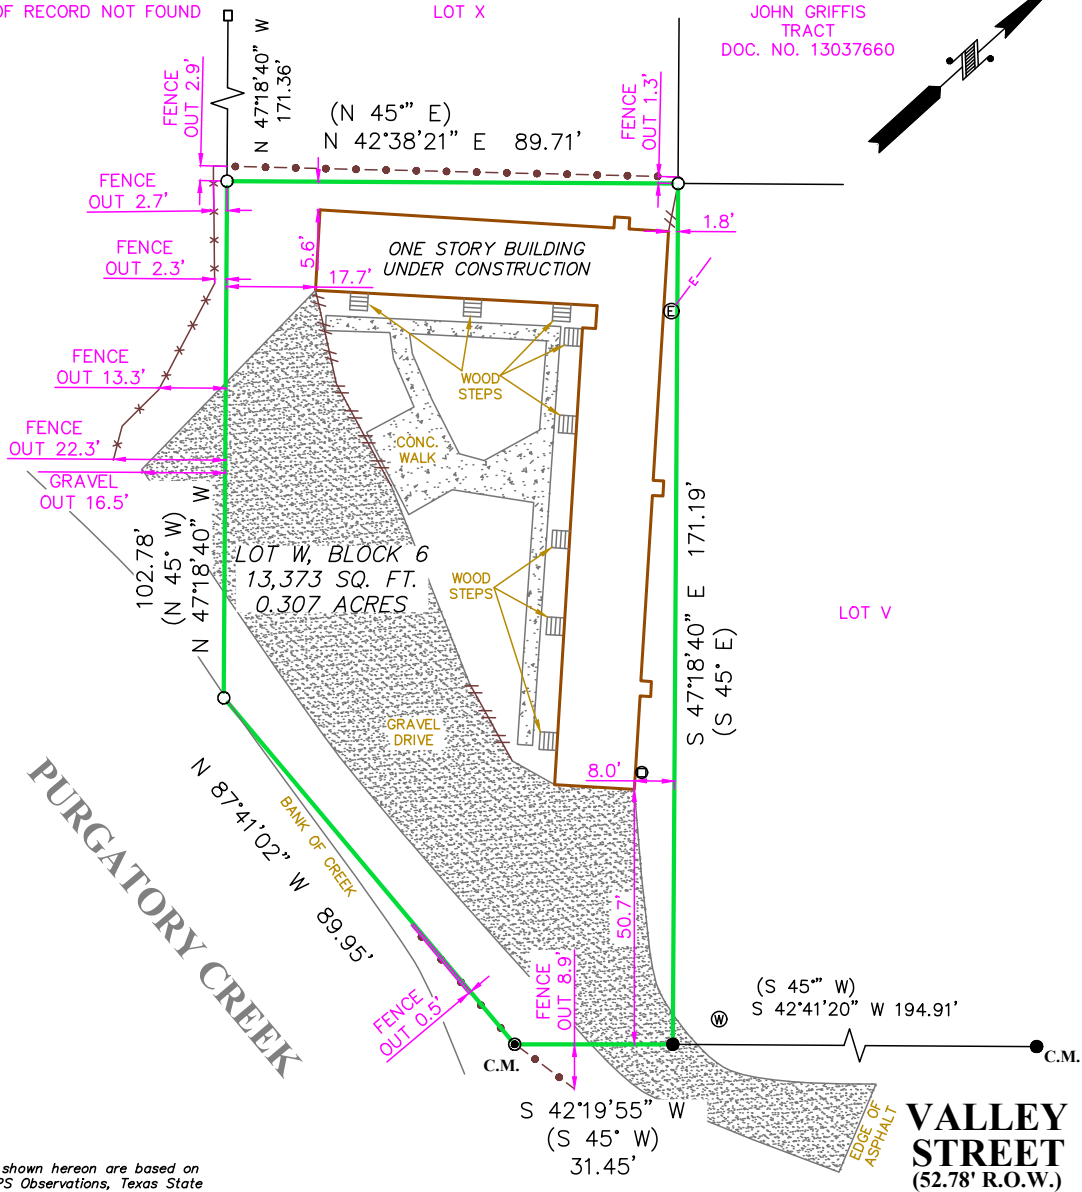 OF RECORD NOT FOUND
LOT X
JOHN GRIFFIS
TRACT
DOC. NO. 13037660
FENCE
OUT 2.9'
N 47°18'40" W
171.36'
(N 45°" E)
N 42°38'21" E 89.71'
FENCE
OUT 1.3'
FENCE
OUT 2.7'
1.8'
FENCE
OUT 2.3'
5.6'
17.7'
ONE STORY BUILDING
UNDER CONSTRUCTION
E
E
FENCE
OUT 13.3'
WOOD
STEPS
FENCE
OUT 22.3'
CONC.
WALK
GRAVEL
OUT 16.5'
102.78'
(N 45° W)
N 47°18'40" W
LOT W, BLOCK 6
13,373 SQ. FT.
0.307 ACRES
WOOD
STEPS
S 47°18'40" E 171.19'
(S 45° E)
LOT V
GRAVEL
DRIVE
8.0'
N 87°41'02" W 89.95'
BANK OF CREEK
PURGATORY CREEK
50.7'
FENCE
OUT 0.5'
FENCE
OUT 8.9'
W
(S 45°" W)
S 42°41'20" W 194.91'
C.M.
C.M.
S 42°19'55" W
(S 45° W)
31.45'
EDGE OF
ASPHALT
VALLEY
STREET
(52.78' R.O.W.)
shown hereon are based on
PS Observations, Texas State